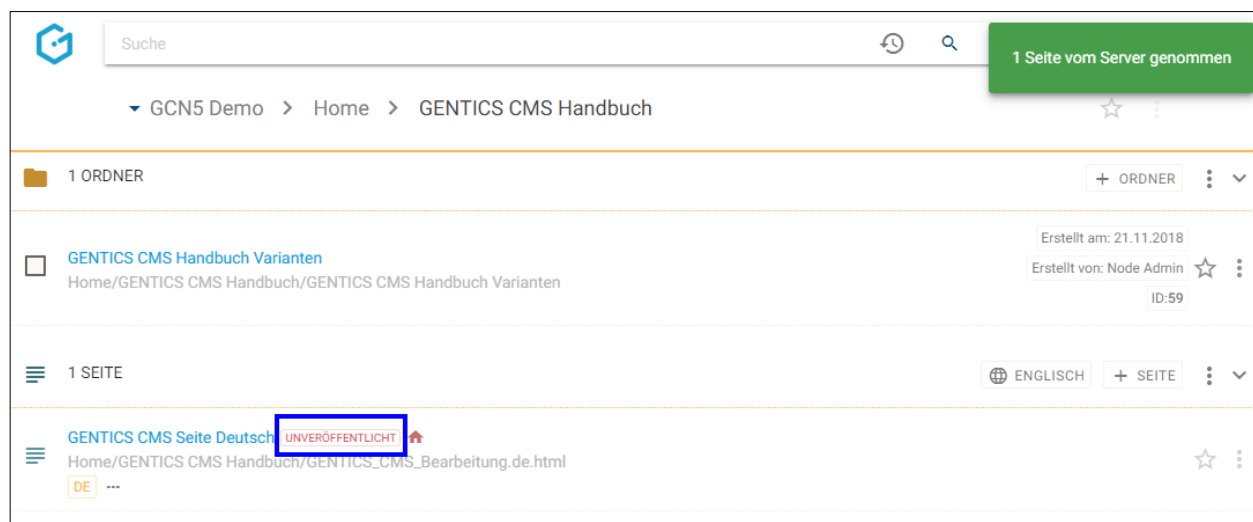 Suche
1 Seite vom Server genommen
GCN5 Demo > Home > GENTICS CMS Handbuch
1 ORDNER
+ ORDNER
GENTICS CMS Handbuch Varianten
Home/GENTICS CMS Handbuch/GENTICS CMS Handbuch Varianten
Erstellt am: 21.11.2018
Erstellt von: Node Admin
ID:59
1 SEITE
ENGLISCH + SEITE
GENTICS CMS Seite Deutsch UNVERÖFFENTLICHT
Home/GENTICS CMS Handbuch/GENTICS_CMS_Bearbeitung.de.html
DE ---